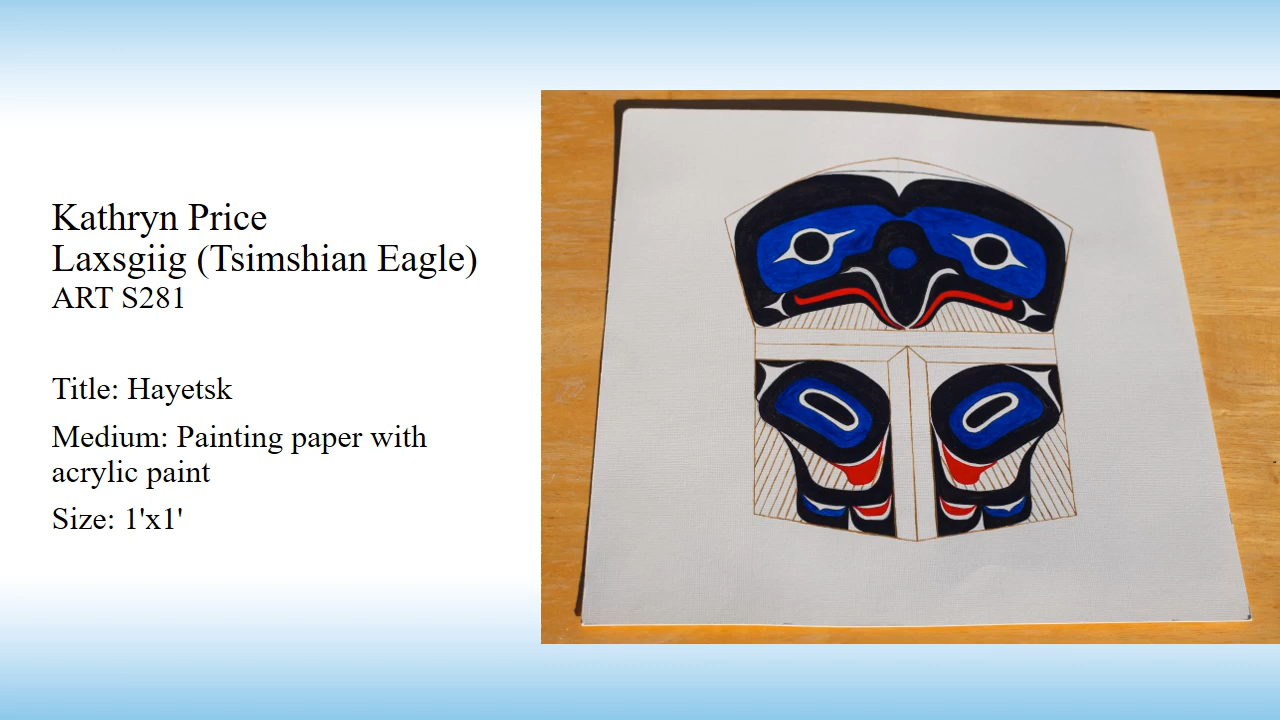 Kathryn Price
Laxsgiig (Tsimshian Eagle)
ART S281
Title: Hayetsk
Medium: Painting paper with
acrylic paint
Size: 1'x1'